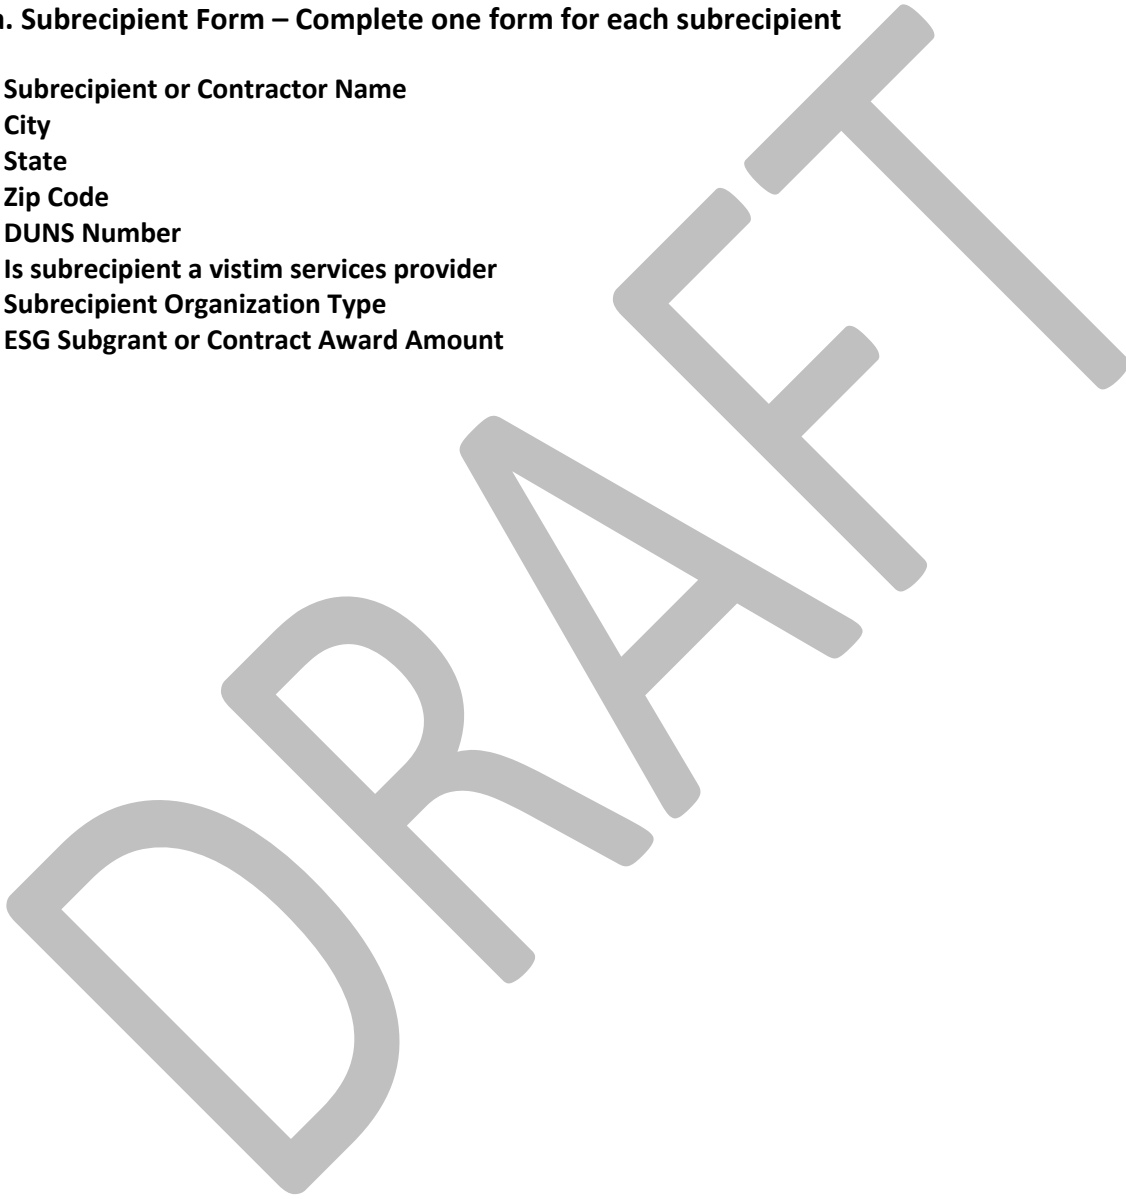 . Subrecipient Form – Complete one form for each subrecipient
Subrecipient or Contractor Name
City
State
Zip Code
DUNS Number
Is subrecipient a vistim services provider
Subrecipient Organization Type
ESG Subgrant or Contract Award Amount
DRAFT